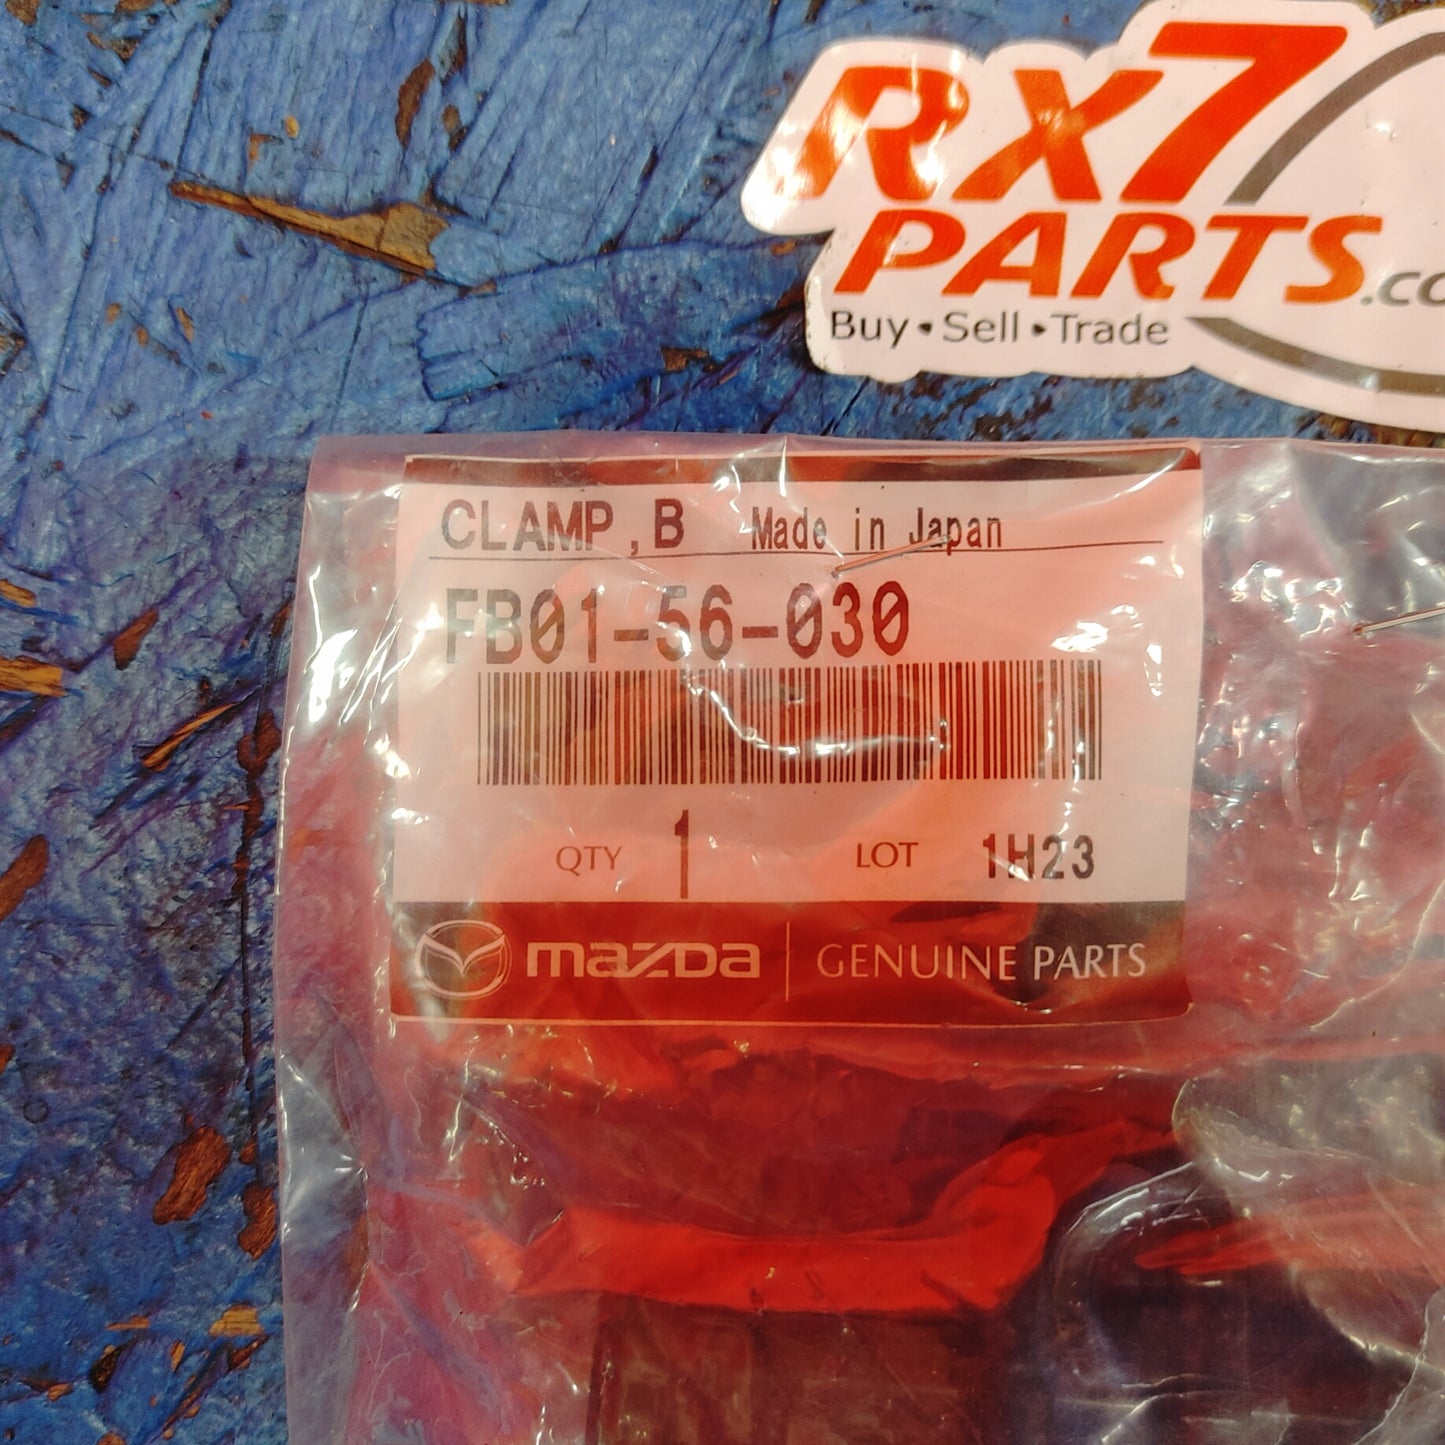 RX7
PARTS.co
Buy • Sell • Trade
CLAMP ,B Made in Japan
FB01-56-030
QTY 1 LOT 1H23
mazda GENUINE PARTS